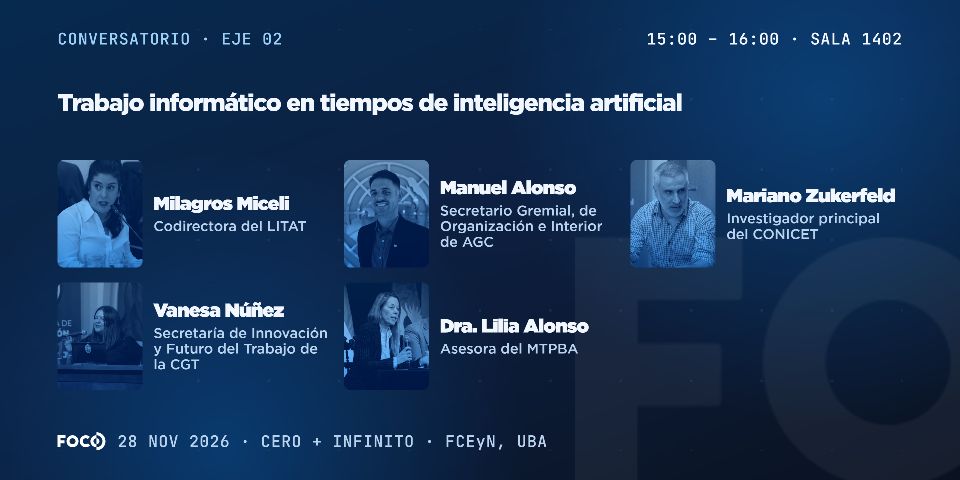 CONVERSATORIO · EJE 02
15:00 – 16:00 · SALA 1402
Trabajo informático en tiempos de inteligencia artificial
Milagros Miceli
Codirectora del LITAT
Manuel Alonso
Secretario Gremial, de
Organización e Interior
de AGC
Mariano Zukerfeld
Investigador principal
del CONICET
Vanesa Núñez
Secretaría de Innovación
y Futuro del Trabajo de
la CGT
Dra. Lilia Alonso
Asesora del MTPBA
FOCO 28 NOV 2026 · CERO + INFINITO · FCEyN, UBA
FO